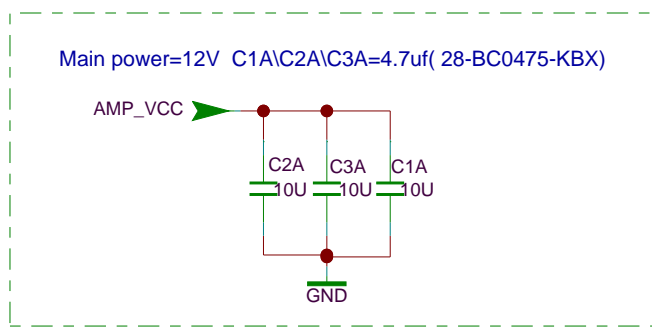 Main power=12V C1A\C2A\C3A=4.7uf( 28-BC0475-KBX)
AMP_VCC
C2A C3A C1A
10U 10U 10U
GND